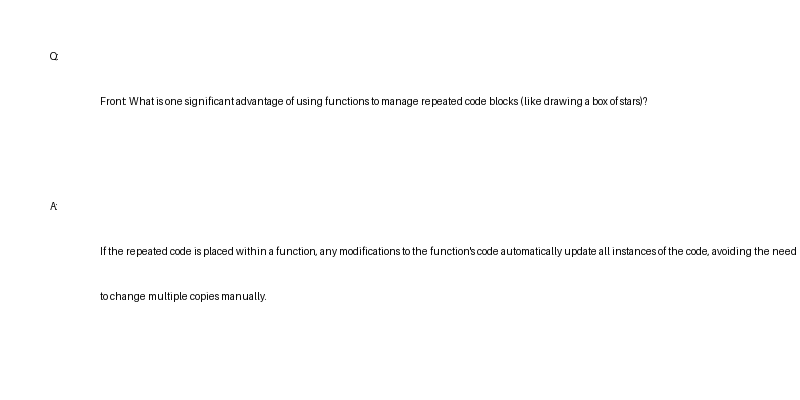 Q:
Front: What is one significant advantage of using functions to manage repeated code blocks (like drawing a box of stars)?
A:
If the repeated code is placed within a function, any modifications to the function's code automatically update all instances of the code, avoiding the need
to change multiple copies manually.